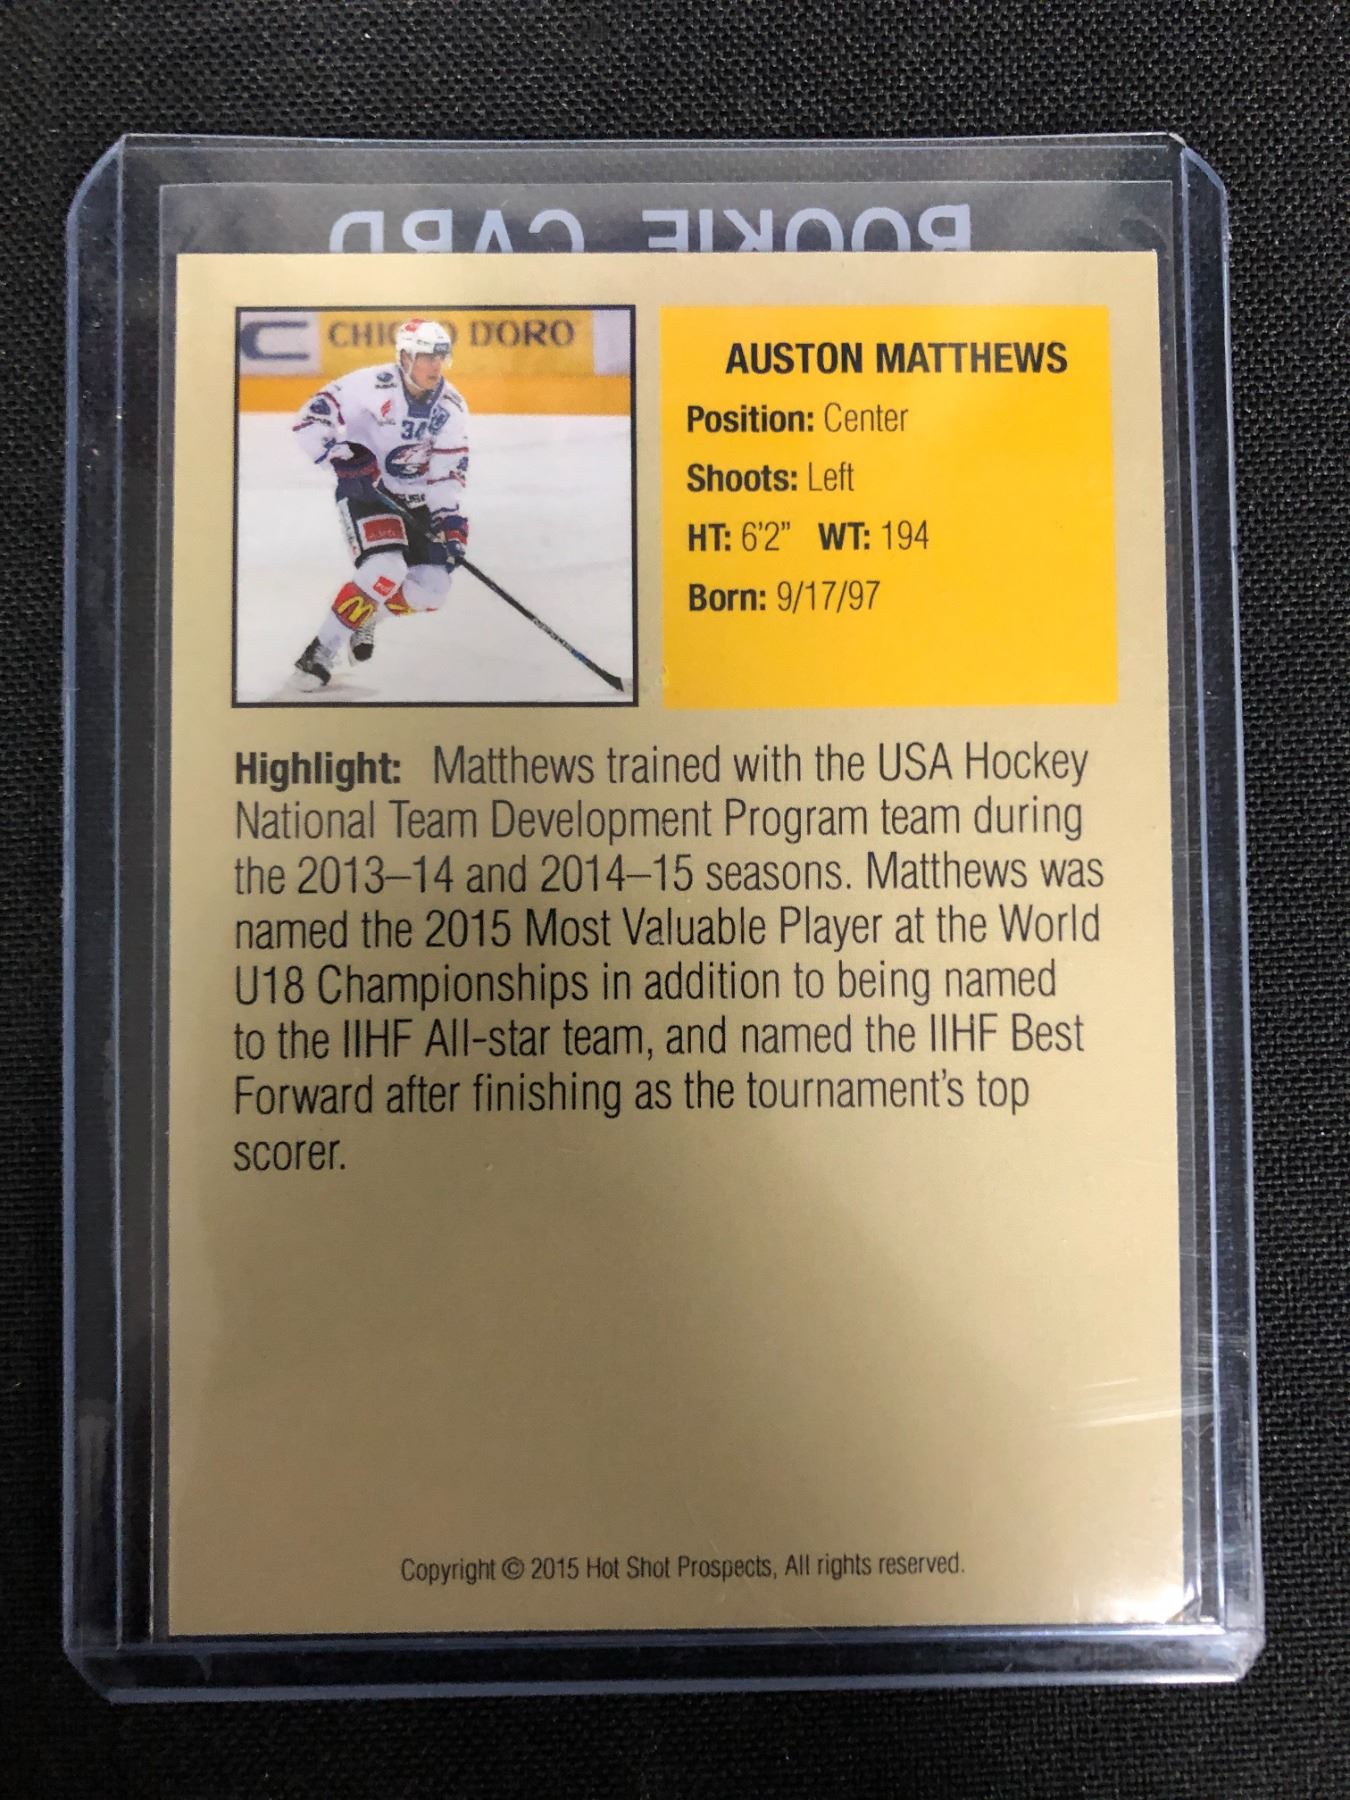 ROOKIE CARD
CHICCO D'ORO
34
AUSTON MATTHEWS
Position: Center
Shoots: Left
HT: 6'2" WT: 194
Born: 9/17/97
Highlight: Matthews trained with the USA Hockey
National Team Development Program team during
the 2013–14 and 2014–15 seasons. Matthews was
named the 2015 Most Valuable Player at the World
U18 Championships in addition to being named
to the IIHF All-star team, and named the IIHF Best
Forward after finishing as the tournament's top
scorer.
Copyright © 2015 Hot Shot Prospects, All rights reserved.